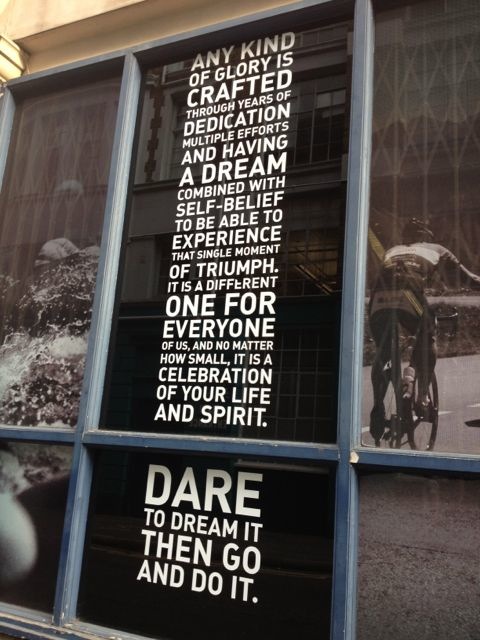 ANY KIND
OF GLORY IS
CRAFTED
THROUGH YEARS OF
DEDICATION
MULTIPLE EFFORTS
AND HAVING
A DREAM
COMBINED WITH
SELF-BELIEF
TO BE ABLE TO
EXPERIENCE
THAT SINGLE MOMENT
OF TRIUMPH.
IT IS A DIFFERENT
ONE FOR
EVERYONE
OF US, AND NO MATTER
HOW SMALL, IT IS A
CELEBRATION
OF YOUR LIFE
AND SPIRIT.
DARE
TO DREAM IT
THEN GO
AND DO IT.